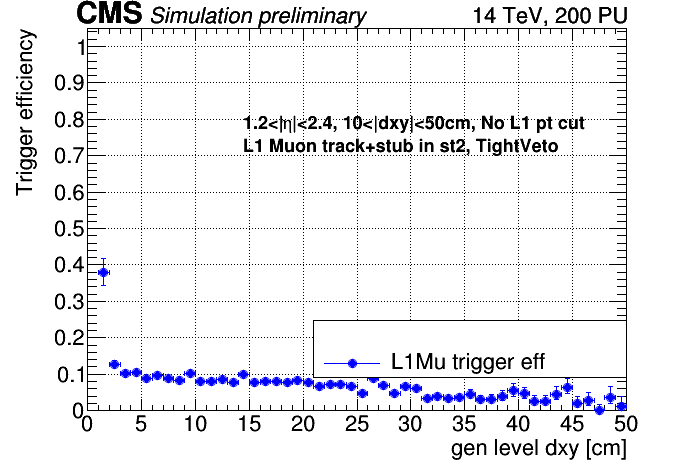 CMS Simulation preliminary 14 TeV, 200 PU
Trigger efficiency
1
0.9
0.8
0.7
0.6
0.5
0.4
0.3
0.2
0.1
0
1.2<|η|<2.4, 10<|dxy|<50cm, No L1 pt cut
L1 Muon track+stub in st2, TightVeto
L1Mu trigger eff
0 5 10 15 20 25 30 35 40 45 50
gen level dxy [cm]